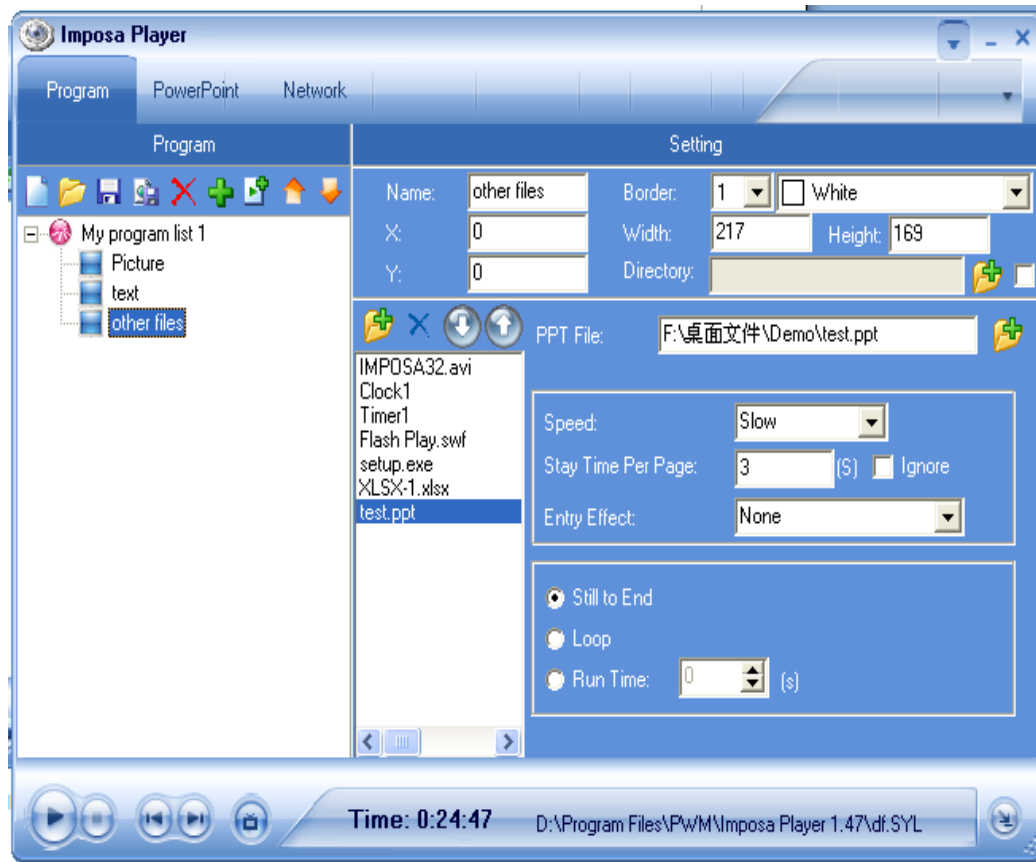 Imposa Player
Program PowerPoint Network
Program
Setting
My program list 1
Picture
text
other files
Name: other files Border: 1 White
X: 0 Width: 217 Height: 169
Y: 0 Directory:
PPT File: F:\桌面文件\Demo\test.ppt
IMPOSA32.avi
Clock1
Timer1
Flash Play.swf
setup.exe
XLSX-1.xlsx
test.ppt
Speed: Slow
Stay Time Per Page: 3 (S) Ignore
Entry Effect: None
Still to End
Loop
Run Time: 0 (s)
Time: 0:24:47 D:\Program Files\PWM\Imposa Player 1.47\df.SYL